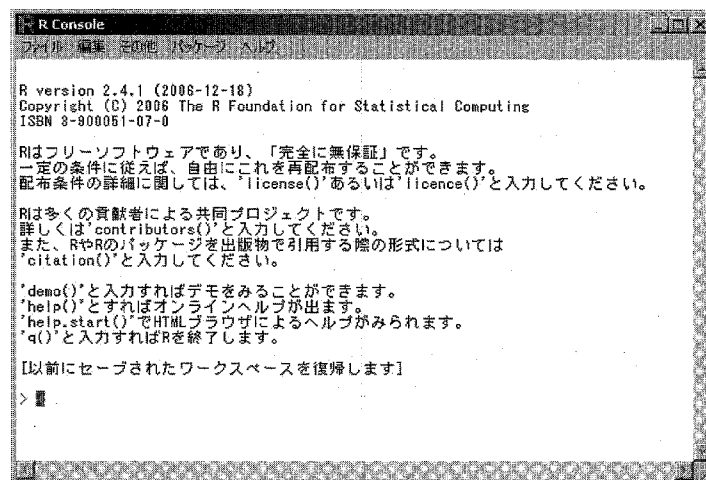 R Console
ファイル 編集 その他 パッケージ ヘルプ
R version 2.4.1 (2006-12-18)
Copyright (C) 2006 The R Foundation for Statistical Computing
ISBN 3-900051-07-0
Rはフリーソフトウェアであり、「完全に無保証」です。
一定の条件に従えば、自由にこれを再配布することができます。
配布条件の詳細に関しては、'license()'あるいは'licence()'と入力してください。
Rは多くの貢献者による共同プロジェクトです。
詳しくは'contributors()'と入力してください。
また、RやRのパッケージを出版物で引用する際の形式については
'citation()'と入力してください。
'demo()'と入力すればデモをみることができます。
'help()'とすればオンラインヘルプが出ます。
'help.start()'でHTMLブラウザによるヘルプがみられます。
'q()'と入力すればRを終了します。
[以前にセーブされたワークスペースを復帰します]
>